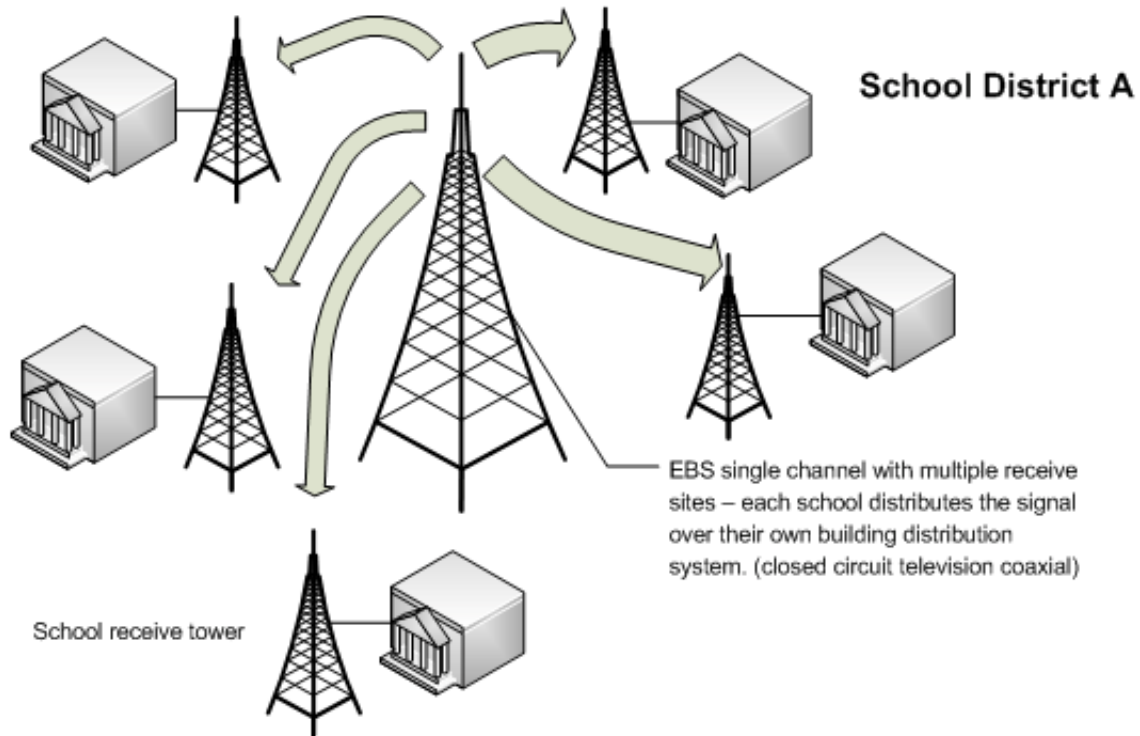 School District A
EBS single channel with multiple receive
sites – each school distributes the signal
over their own building distribution
system. (closed circuit television coaxial)
School receive tower